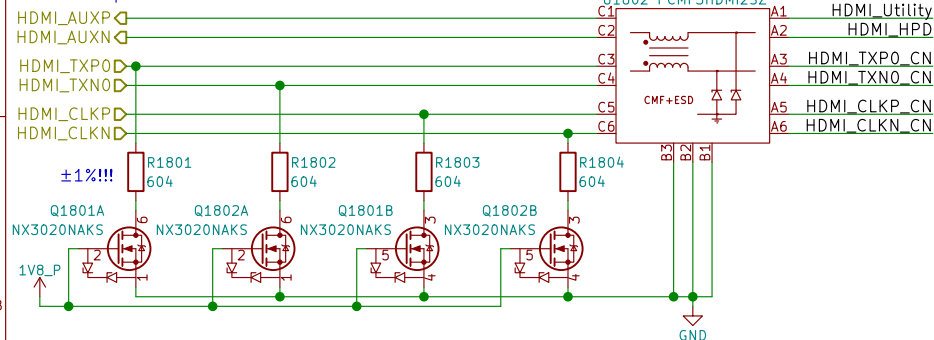 HDMI_AUXP C1 A1 HDMI_Utility
HDMI_AUXN C2 A2 HDMI_HPD
HDMI_TXP0 C3 A3 HDMI_TXP0_CN
HDMI_TXN0 C4 A4 HDMI_TXN0_CN
CMF+ESD
HDMI_CLKP C5 A5 HDMI_CLKP_CN
HDMI_CLKN C6 A6 HDMI_CLKN_CN
B3 B2 B1
±1%!!! R1801 R1802 R1803 R1804
604 604 604 604
Q1801A Q1802A Q1801B Q1802B
NX3020NAKS NX3020NAKS NX3020NAKS NX3020NAKS
6 6 3 3
2 2 5 5
1V8_P 1 1 4 4
GND